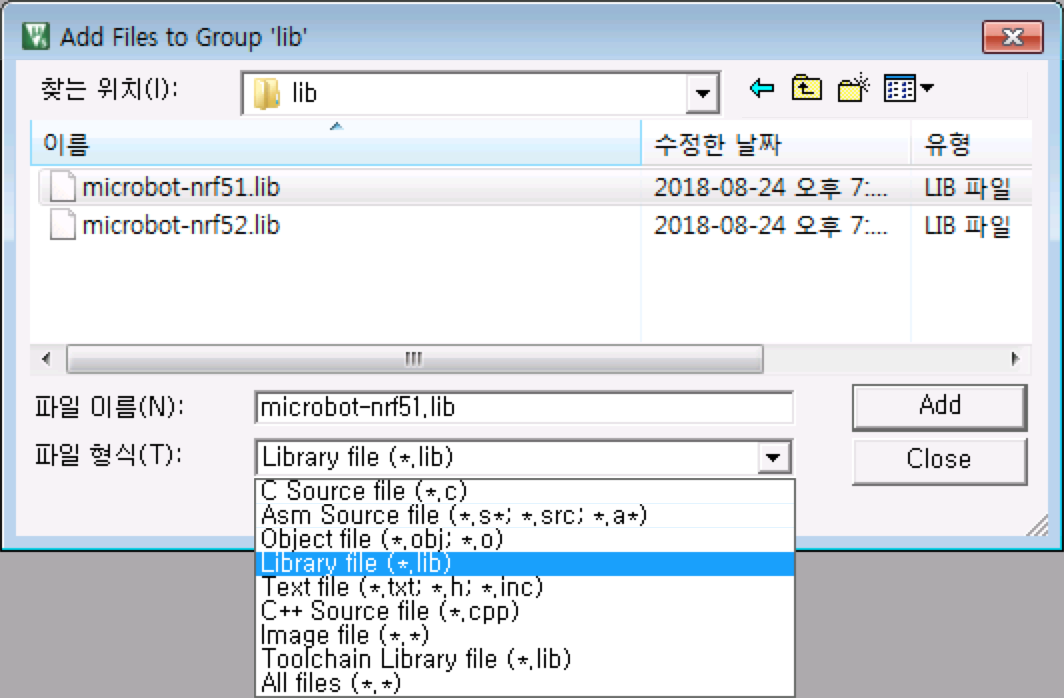 Add Files to Group 'lib'
찾는 위치(I):
lib
이름
수정한 날짜
유형
microbot-nrf51.lib
2018-08-24 오후 7:...
LIB 파일
microbot-nrf52.lib
2018-08-24 오후 7:...
LIB 파일
파일 이름(N):
microbot-nrf51.lib
Add
파일 형식(T):
Library file (*.lib)
Close
C Source file (*.c)
Asm Source file (*.s*; *.src; *.a*)
Object file (*.obj; *.o)
Library file (*.lib)
Text file (*.txt; *.h; *.inc)
C++ Source file (*.cpp)
Image file (*.*)
Toolchain Library file (*.lib)
All files (*.*)